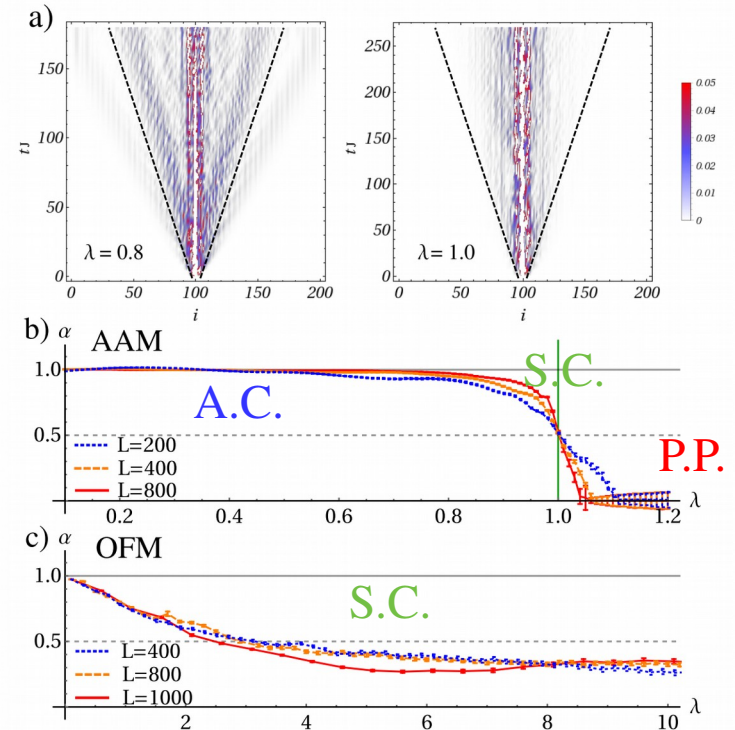 a)
tJ
150
100
50
0
λ = 0.8
0 50 100 150 200
i
250
200
150
100
50
0
λ = 1.0
0 50 100 150 200
i
0.05
0.04
0.03
0.02
0.01
0
b) α AAM
1.0
0.5
A.C.
S.C.
P.P.
L=200
L=400
L=800
0.2 0.4 0.6 0.8 1.0 1.2
λ
c) α OFM
1.0
0.5
S.C.
L=400
L=800
L=1000
2 4 6 8 10
λ